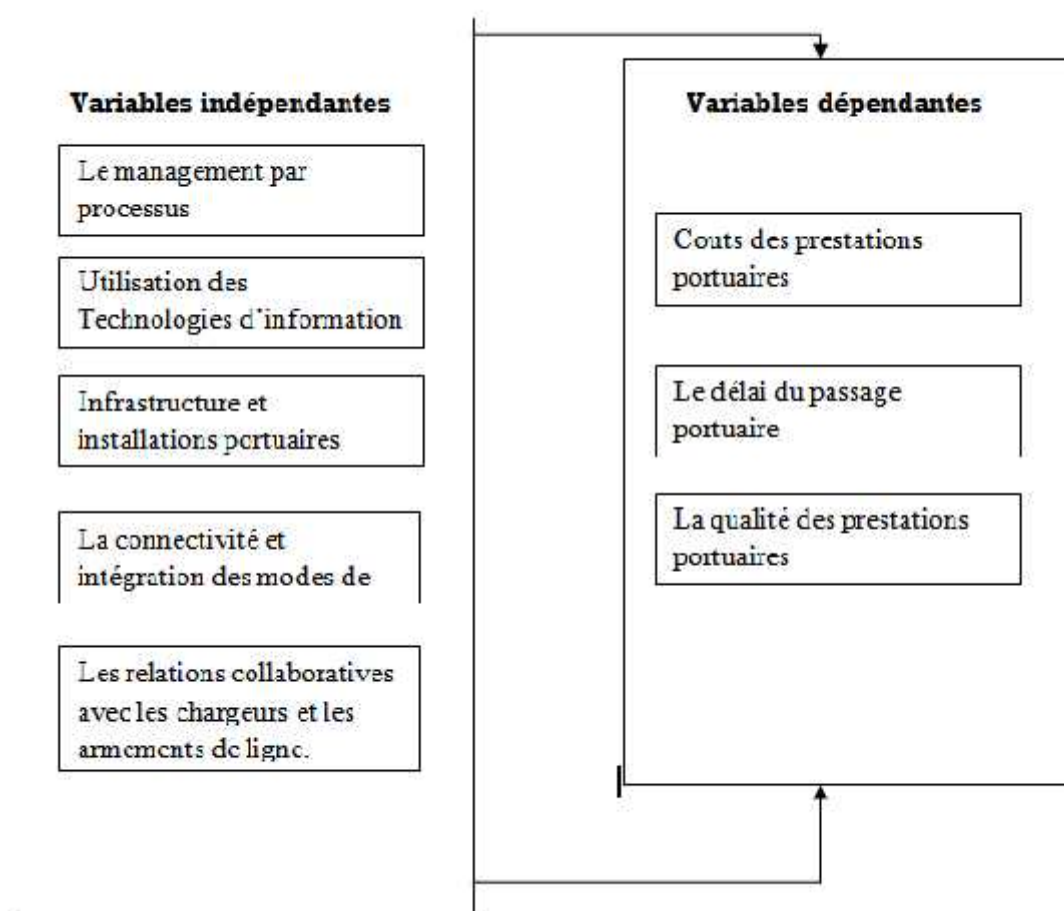 Variables indépendantes
Le management par
processus
Utilisation des
Technologies d'information
Infrastructure et
installations portuaires
La connectivité et
intégration des modes de
Les relations collaboratives
avec les chargeurs et les
armements de ligne.
Variables dépendantes
Couts des prestations
portuaires
Le délai du passage
portuaire
La qualité des prestations
portuaires